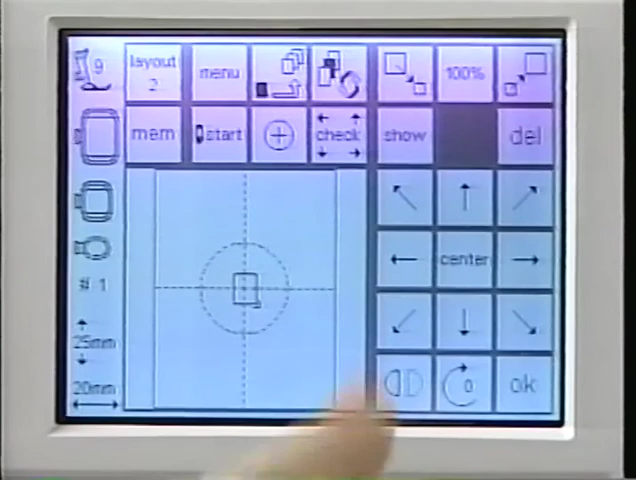 9
layout
2
menu
100%
mem
start
check
show
del
center
# 1
25mm
20mm
0
ok